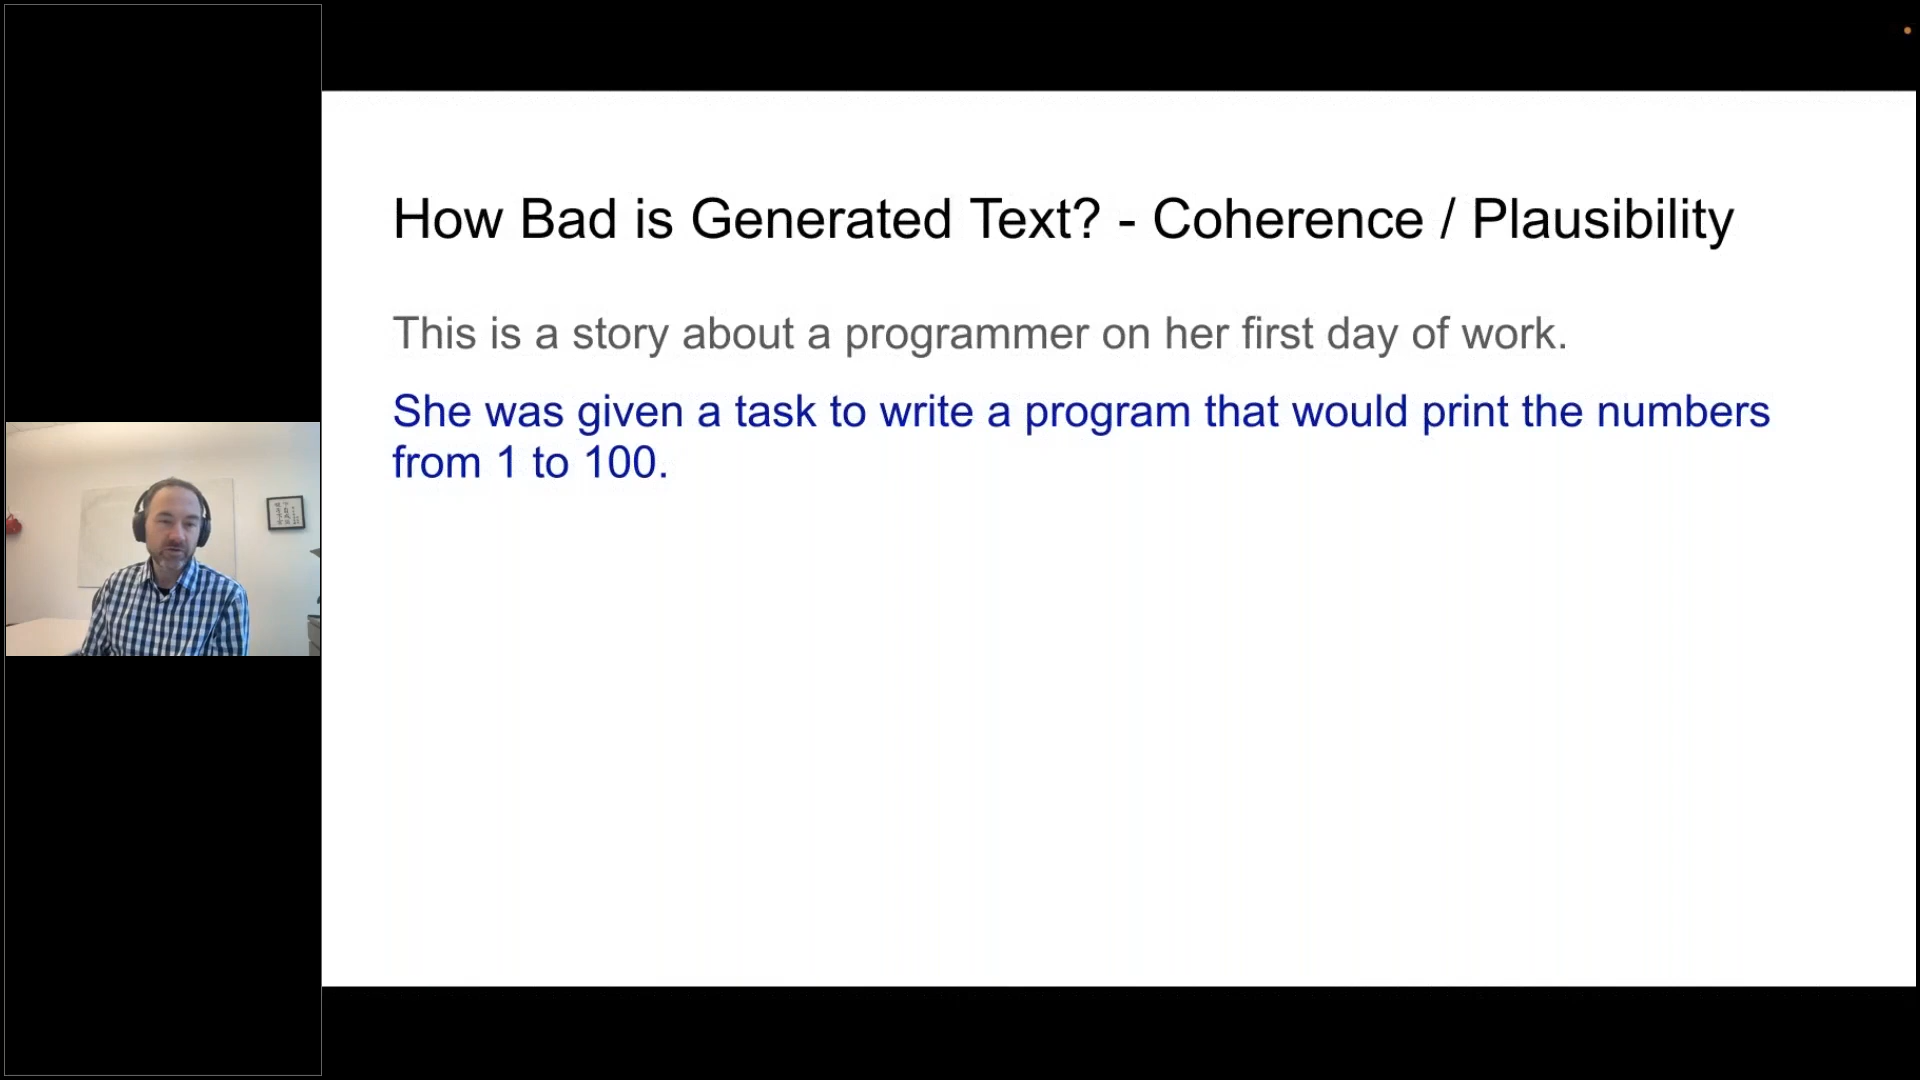 How Bad is Generated Text? - Coherence / Plausibility
This is a story about a programmer on her first day of work.
She was given a task to write a program that would print the numbers
from 1 to 100.